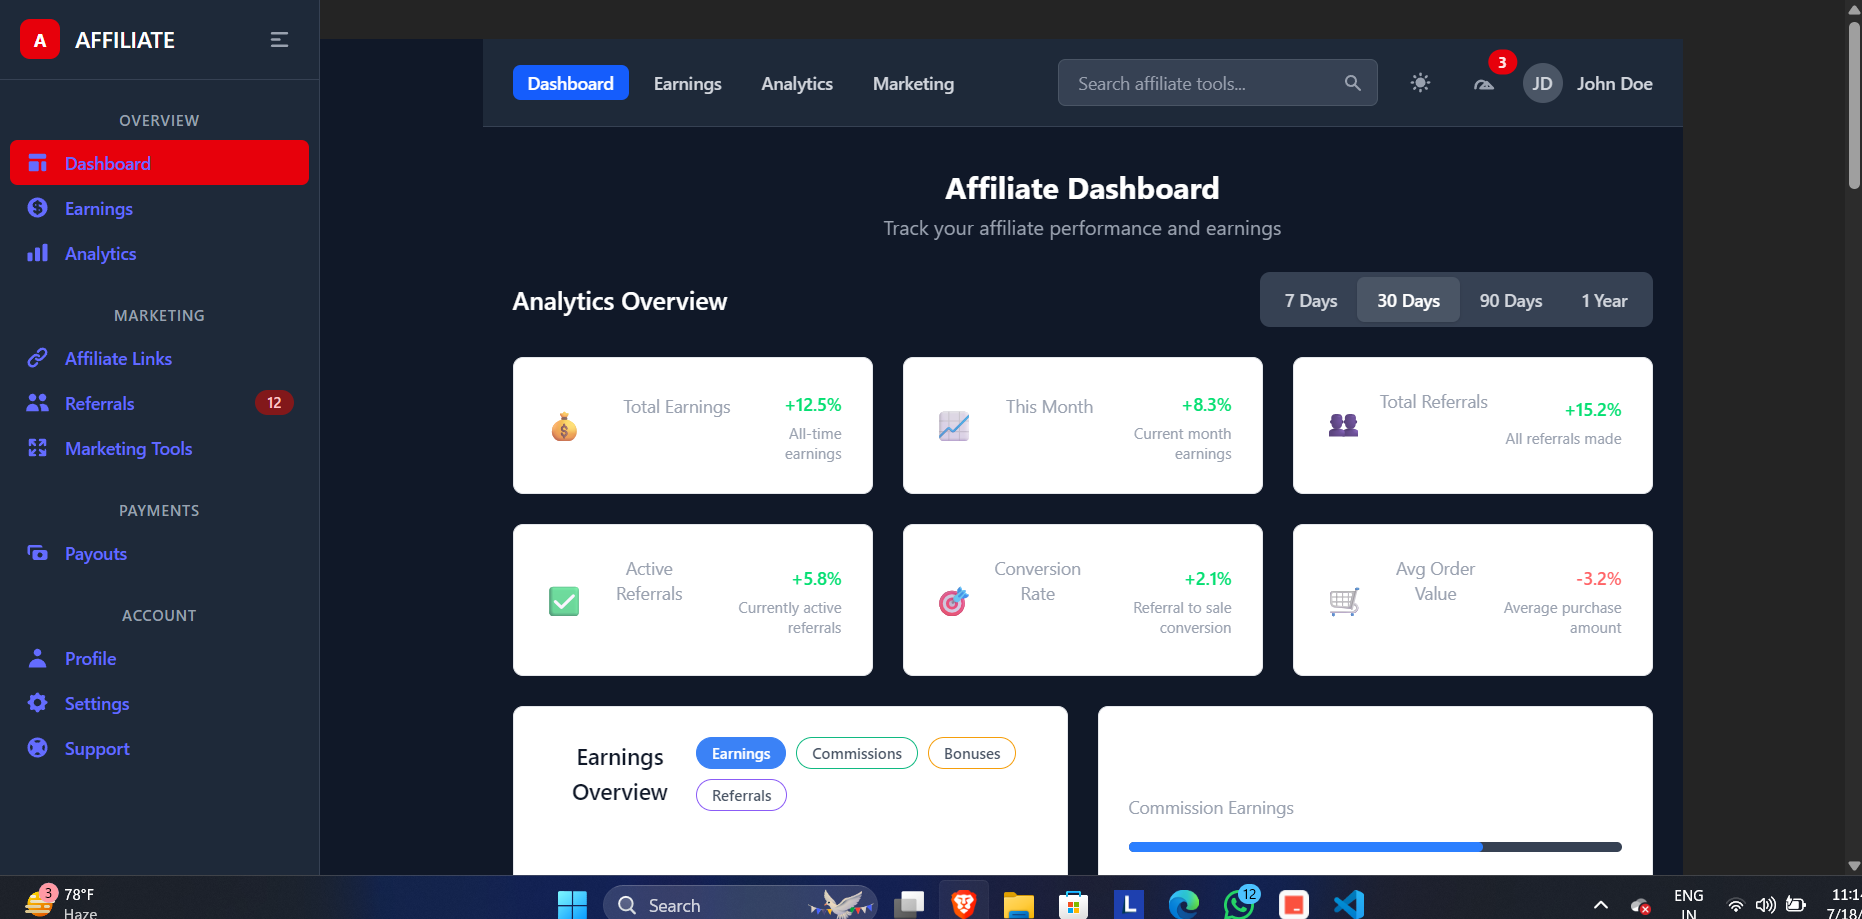 A AFFILIATE
OVERVIEW
Dashboard
Earnings
Analytics
MARKETING
Affiliate Links
Referrals 12
Marketing Tools
PAYMENTS
Payouts
ACCOUNT
Profile
Settings
Support
Dashboard Earnings Analytics Marketing Search affiliate tools... 3 JD John Doe
Affiliate Dashboard
Track your affiliate performance and earnings
Analytics Overview 7 Days 30 Days 90 Days 1 Year
Total Earnings +12.5%
All-time
earnings
This Month +8.3%
Current month
earnings
Total Referrals +15.2%
All referrals made
Active
Referrals
+5.8%
Currently active
referrals
Conversion
Rate
+2.1%
Referral to sale
conversion
Avg Order
Value
-3.2%
Average purchase
amount
Earnings
Overview
Earnings Commissions Bonuses
Referrals
Commission Earnings
3 78°F
Haze
Search
L
12
ENG
IN
11:1
7/18/